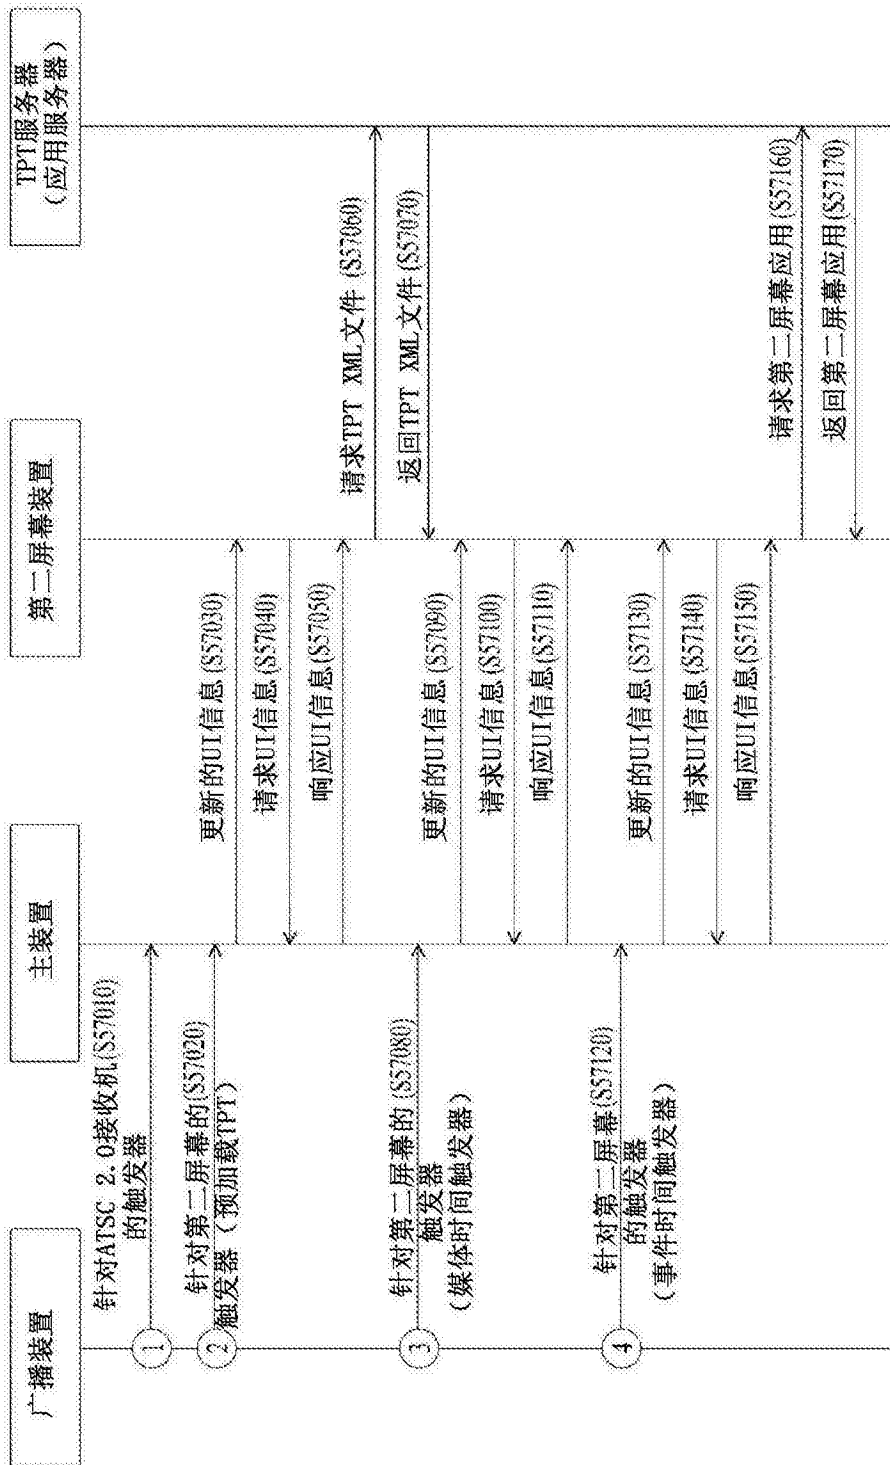 广播装置
主装置
第二屏幕装置
TPT服务器
(应用服务器)
1
针对ATSC 2.0接收机(S57010)
的触发器
2
针对第二屏幕的(S57020)
触发器(预加载TPT)
更新的UI信息(S57030)
请求UI信息(S57040)
响应UI信息(S57050)
请求TPT XML文件(S57060)
返回TPT XML文件(S57070)
3
针对第二屏幕的(S57080)
触发器
(媒体时间触发器)
更新的UI信息(S57090)
请求UI信息(S57100)
响应UI信息(S57110)
4
针对第二屏幕(S57120)
的触发器
(事件时间触发器)
更新的UI信息(S57130)
请求UI信息(S57140)
响应UI信息(S57150)
请求第二屏幕应用(S57160)
返回第二屏幕应用(S57170)